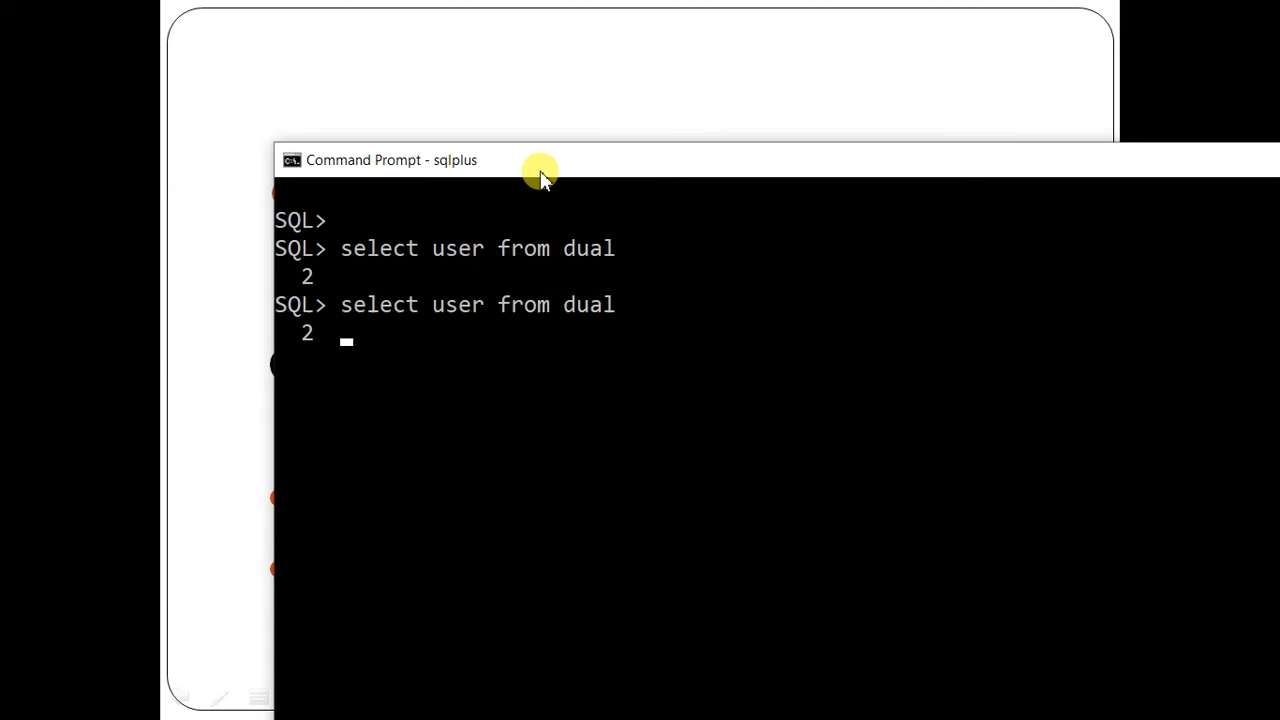 Command Prompt - sqlplus
SQL>
SQL> select user from dual
2
SQL> select user from dual
2